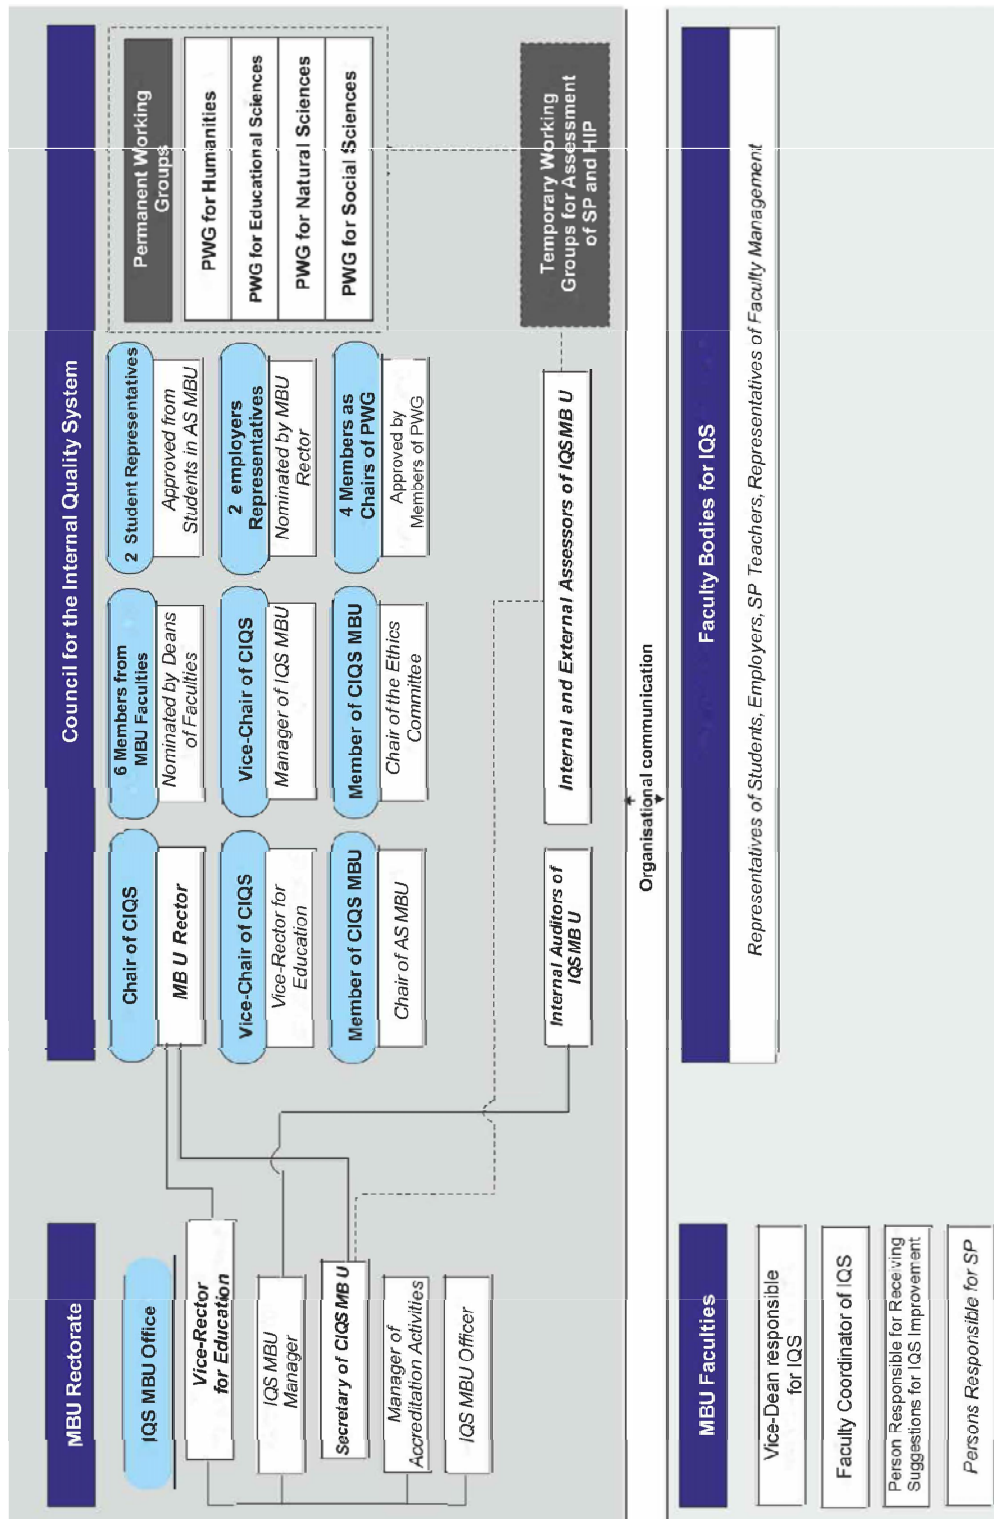 MBU Rectorate
IQS MBU Office
Vice-Rector
for Education
IQS MBU
Manager
Secretary of CIQS MB U
Manager of
Accreditation Activities
IQS MBU Officer
Council for the Internal Quality System
Chair of CIQS
MB U Rector
6 Members from
MBU Faculties
Nominated by Deans
of Faculties
2 Student Representatives
Approved from
Students in AS MBU
Vice-Chair of CIQS
Vice-Rector for
Education
Vice-Chair of CIQS
Manager of IQS MBU
2 employers
Representatives
Nominated by MBU
Rector
Member of CIQS MBU
Chair of AS MBU
Member of CIQS MBU
Chair of the Ethics
Committee
4 Members as
Chairs of PWG
Approved by
Members of PWG
Permanent Working
Groups
PWG for Humanities
PWG for Educational Sciences
PWG for Natural Sciences
PWG for Social Sciences
Internal Auditors of
IQS MB U
Internal and External Assessors of IQS MB U
Temporary Working
Groups for Assessment
of SP and HIP
Organisational communication
MBU Faculties
Vice-Dean responsible
for IQS
Faculty Coordinator of IQS
Person Responsible for Receiving
Suggestions for IQS Improvement
Persons Responsible for SP
Faculty Bodies for IQS
Representatives of Students, Employers, SP Teachers, Representatives of Faculty Management